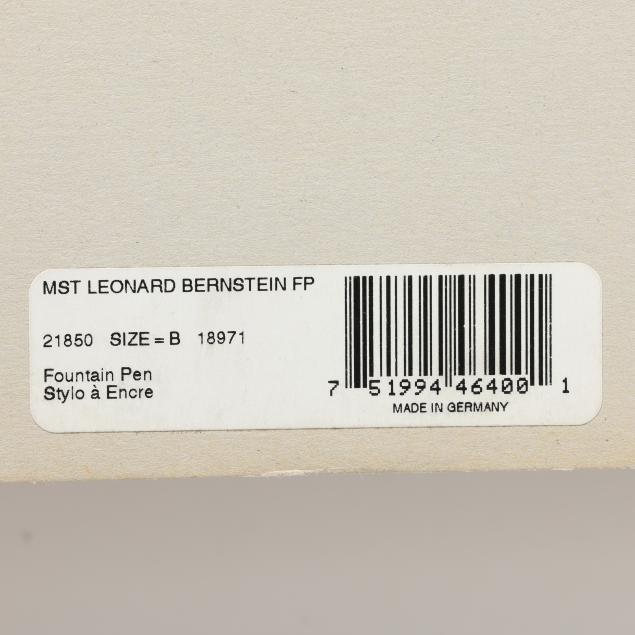 MST LEONARD BERNSTEIN FP
21850 SIZE = B 18971
Fountain Pen
Stylo à Encre
7 51994 46400 1
MADE IN GERMANY